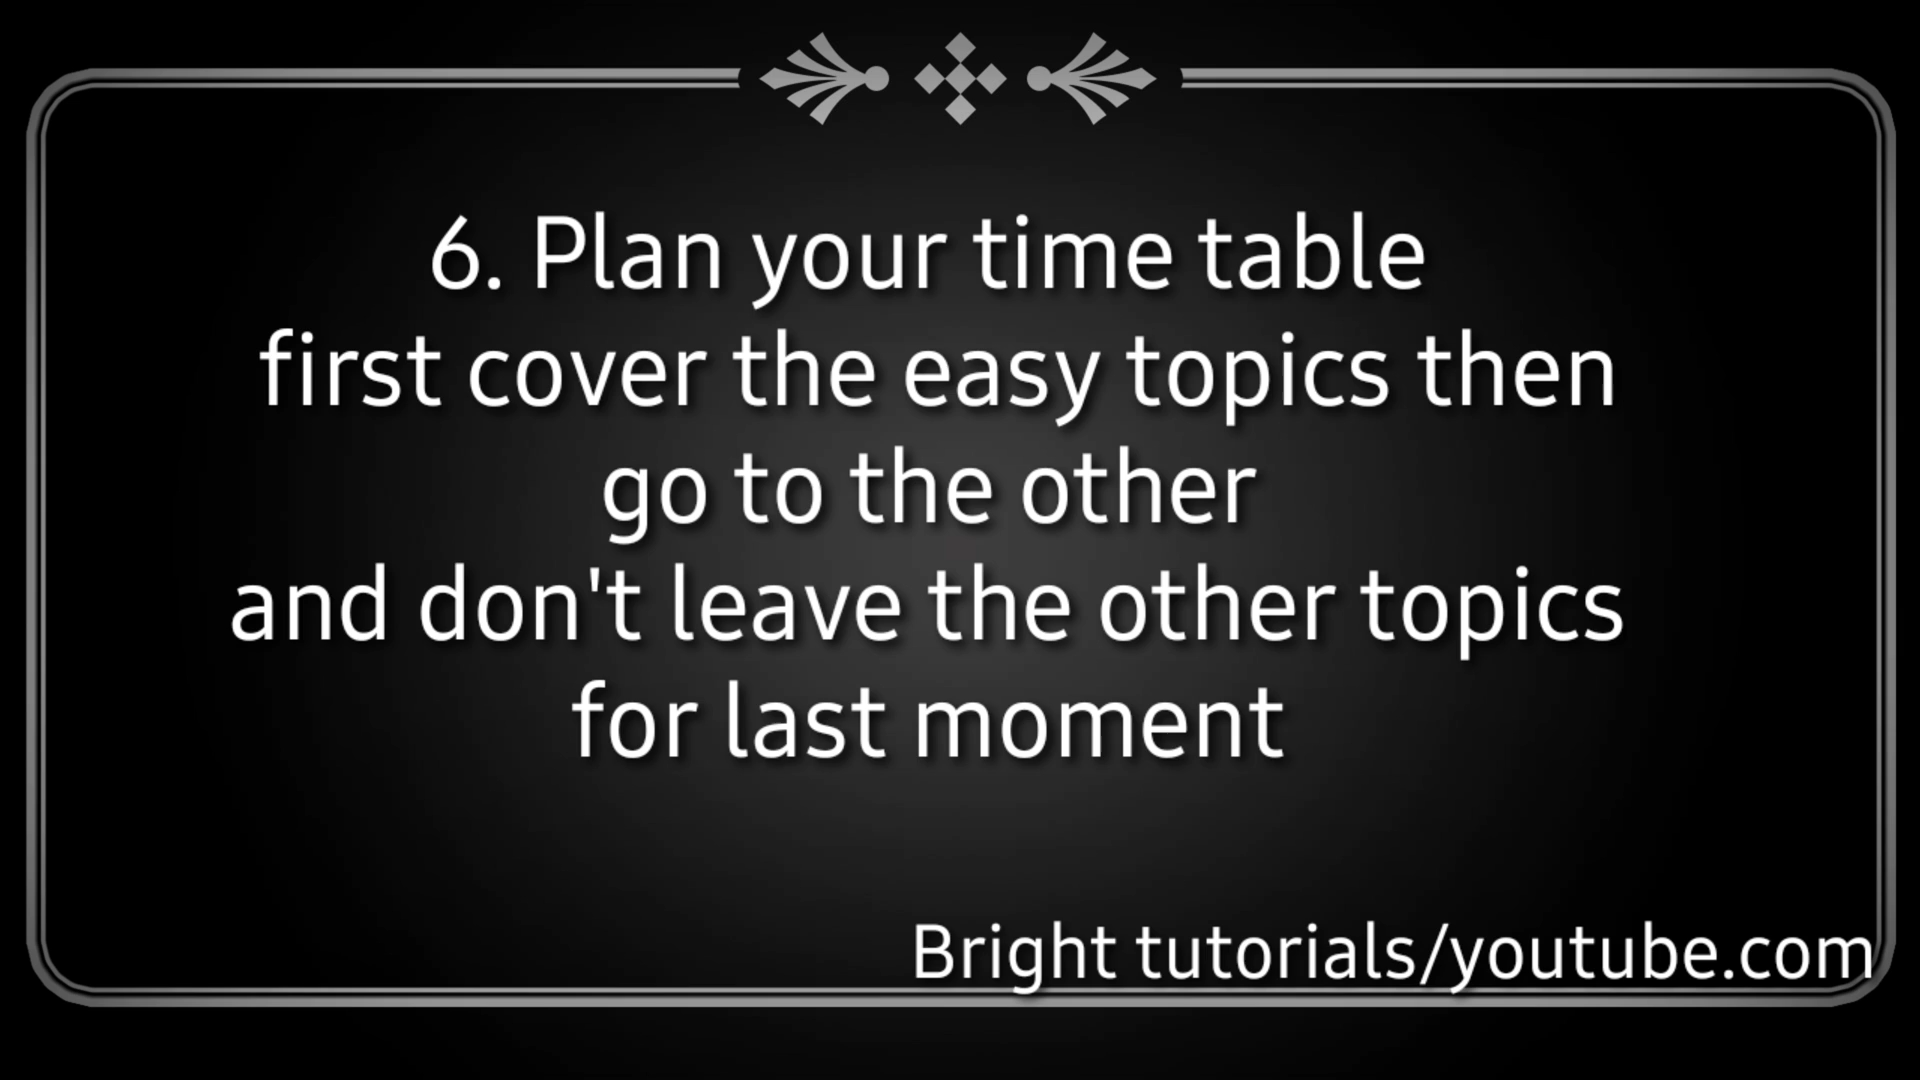 6. Plan your time table
first cover the easy topics then
go to the other
and don't leave the other topics
for last moment
Bright tutorials/youtube.com